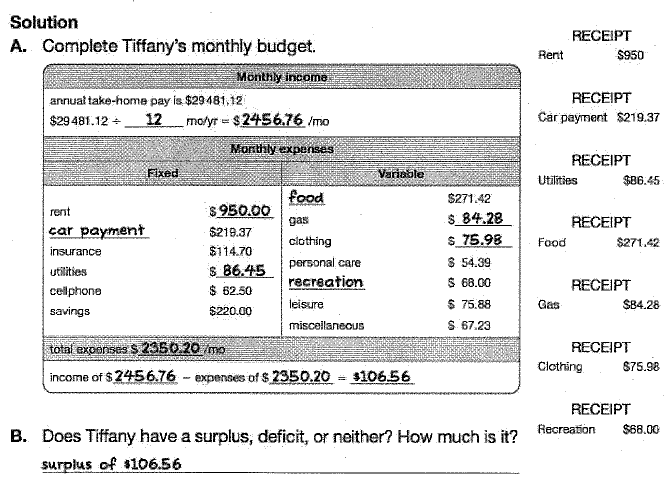 Solution
A. Complete Tiffany's monthly budget.
Monthly income
annual take-home pay is $29 481.12
$29 481.12 ÷ 12 mo/yr = $2456.76 /mo
Monthly expenses
Fixed
rent $950.00
car payment $219.37
insurance $114.70
utilities $86.45
cellphone $ 62.50
savings $220.00
Variable
food $271.42
gas $ 84.28
clothing $ 75.98
personal care $ 54.39
recreation $ 68.00
leisure $ 75.88
miscellaneous $ 67.23
total expenses $ 2350.20 /mo
income of $2456.76 – expenses of $ 2350.20 = $106.56
B. Does Tiffany have a surplus, deficit, or neither? How much is it?
surplus of $106.56
RECEIPT
Rent $950
RECEIPT
Car payment $219.37
RECEIPT
Utilities $86.45
RECEIPT
Food $271.42
RECEIPT
Gas $84.28
RECEIPT
Clothing $75.98
RECEIPT
Recreation $68.00